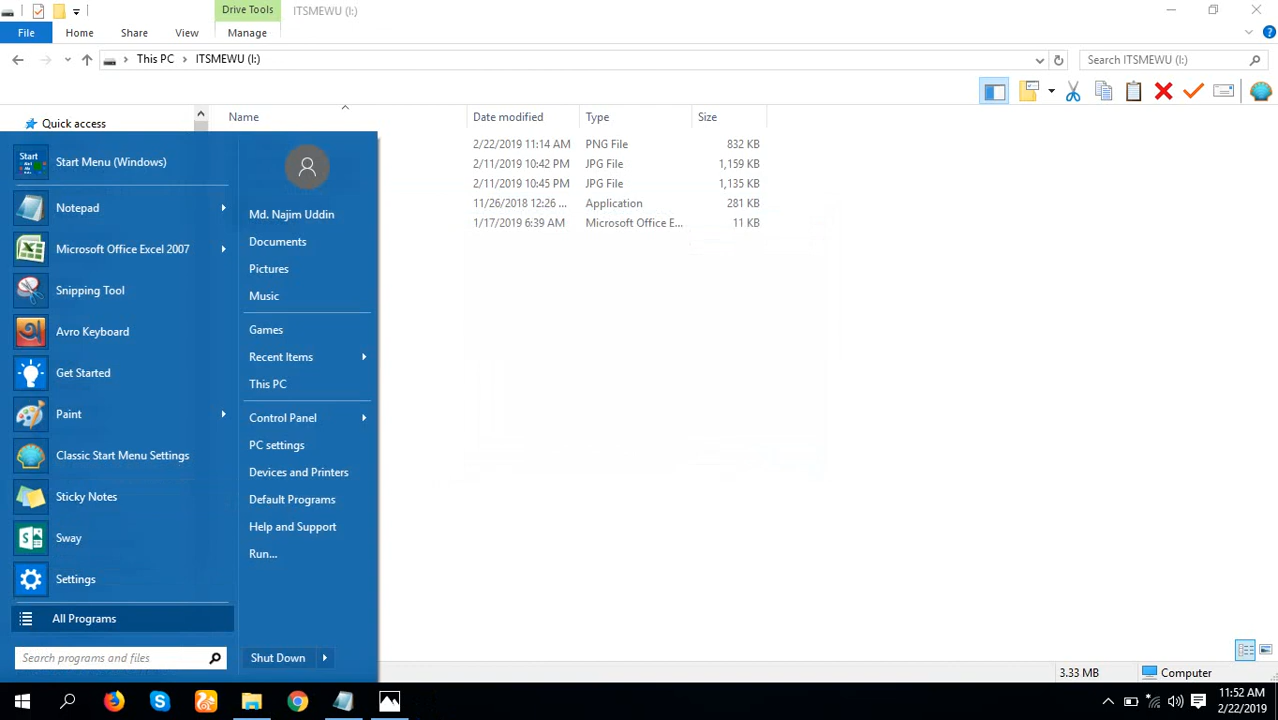 Drive Tools
ITSMEWU (I:)
File
Home
Share
View
Manage
This PC
ITSMEWU (I:)
Search ITSMEWU (I:)
Quick access
Name
Date modified
Type
Size
2/22/2019 11:14 AM
PNG File
832 KB
2/11/2019 10:42 PM
JPG File
1,159 KB
2/11/2019 10:45 PM
JPG File
1,135 KB
11/26/2018 12:26 ...
Application
281 KB
1/17/2019 6:39 AM
Microsoft Office E...
11 KB
Start
Start Menu (Windows)
Notepad
Microsoft Office Excel 2007
Snipping Tool
Avro Keyboard
Get Started
Paint
Classic Start Menu Settings
Sticky Notes
Sway
Settings
All Programs
Search programs and files
Md. Najim Uddin
Documents
Pictures
Music
Games
Recent Items
This PC
Control Panel
PC settings
Devices and Printers
Default Programs
Help and Support
Run...
Shut Down
3.33 MB
Computer
11:52 AM
2/22/2019